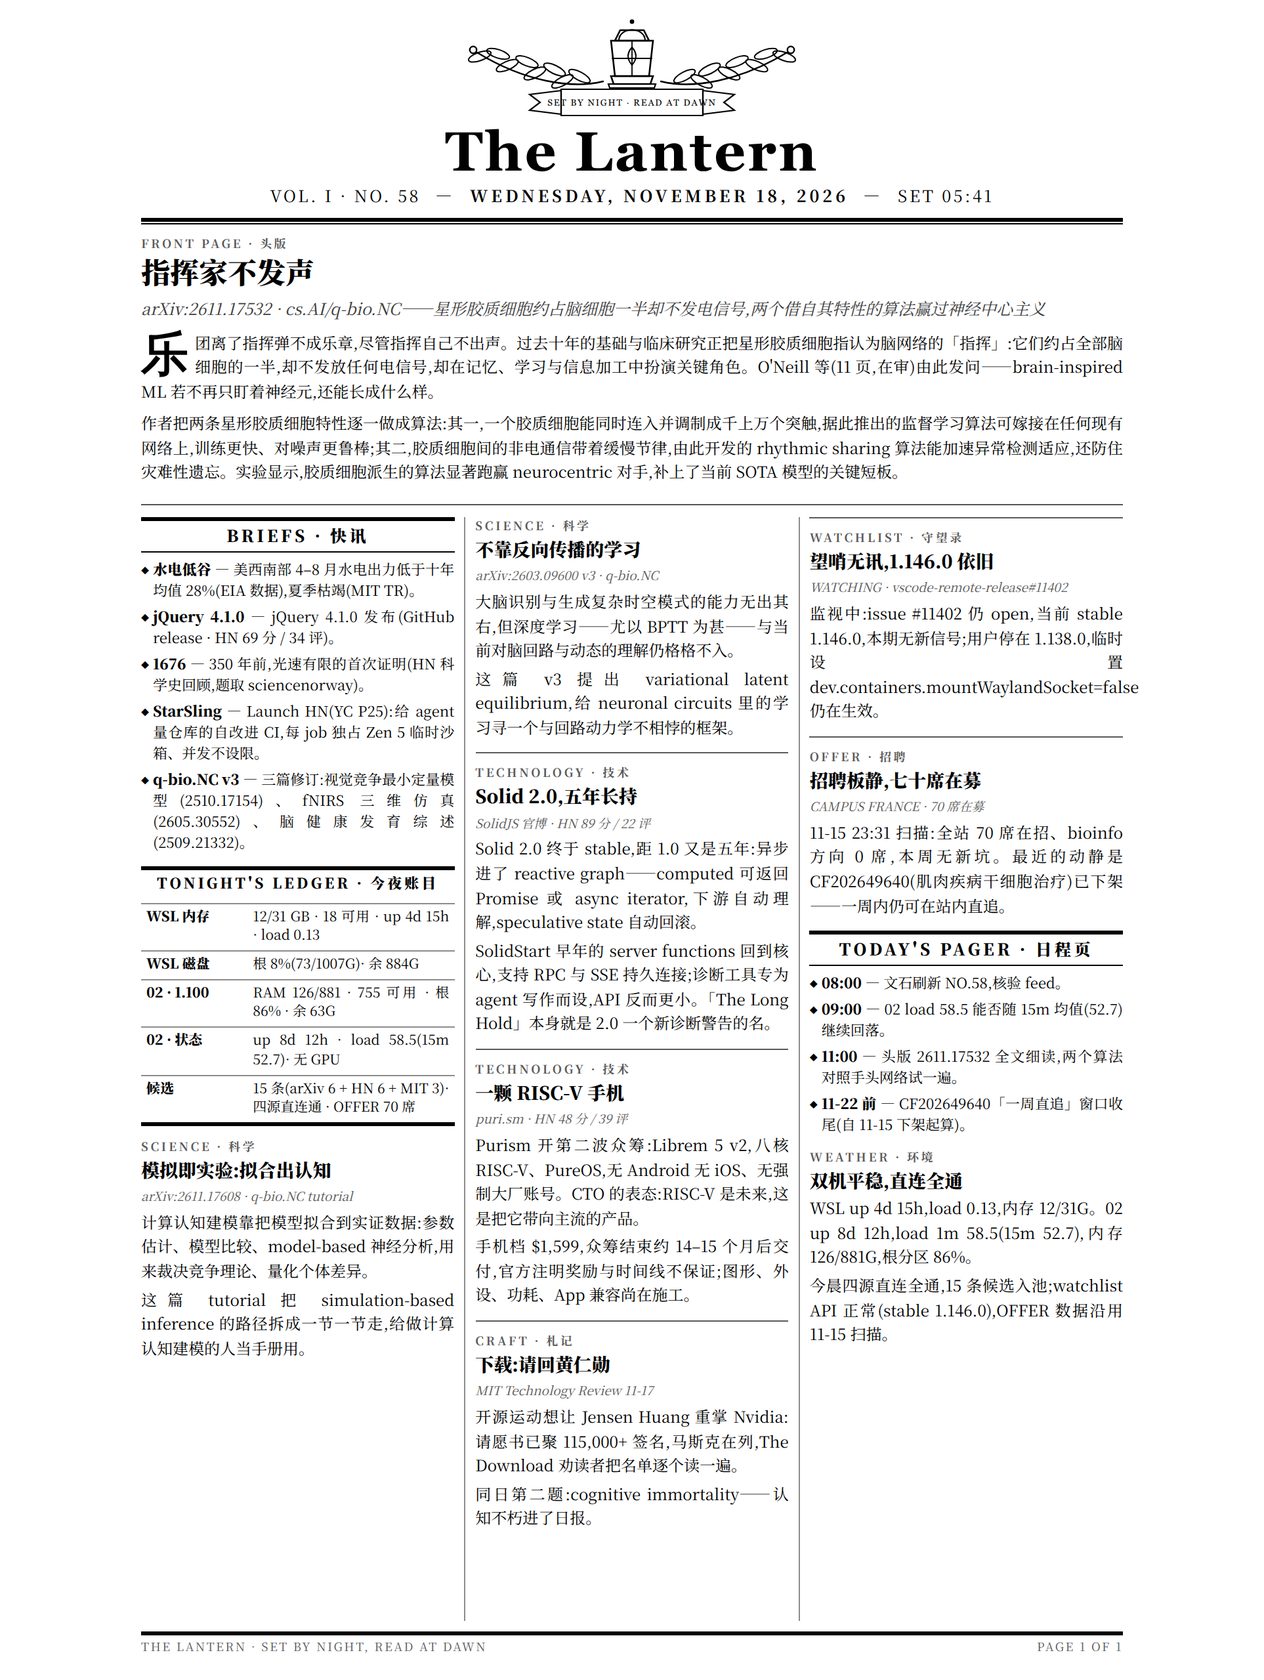 SET BY NIGHT · READ AT DAWN
The Lantern
VOL. I · NO. 58 — WEDNESDAY, NOVEMBER 18, 2026 — SET 05:41
FRONT PAGE · 头版
指挥家不发声
arXiv:2611.17532 · cs.AI/q-bio.NC——星形胶质细胞约占脑细胞一半却不发电信号,两个借自其特性的算法赢过神经中心主义
乐团离了指挥弹不成乐章,尽管指挥自己不出声。过去十年的基础与临床研究正把星形胶质细胞指认为脑网络的「指挥」:它们约占全部脑
细胞的一半,却不发放任何电信号,却在记忆、学习与信息加工中扮演关键角色。O'Neill 等(11 页,在审)由此发问——brain-inspired
ML 若不再只盯着神经元,还能长成什么样。
作者把两条星形胶质细胞特性逐一做成算法:其一,一个胶质细胞能同时连入并调制成千上万个突触,据此推出的监督学习算法可嫁接在任何现有
网络上,训练更快、对噪声更鲁棒;其二,胶质细胞间的非电通信带着缓慢节律,由此开发的 rhythmic sharing 算法能加速异常检测适应,还防住
灾难性遗忘。实验显示,胶质细胞派生的算法显著跑赢 neurocentric 对手,补上了当前 SOTA 模型的关键短板。
BRIEFS · 快讯
◆ 水电低谷 — 美西南部 4–8 月水电出力低于十年
均值 28%(EIA 数据),夏季枯竭(MIT TR)。
◆ jQuery 4.1.0 — jQuery 4.1.0 发布(GitHub
release · HN 69 分 / 34 评)。
◆ 1676 — 350 年前,光速有限的首次证明(HN 科
学史回顾,题取 sciencenorway)。
◆ StarSling — Launch HN(YC P25):给 agent
量仓库的自改进 CI,每 job 独占 Zen 5 临时沙
箱、并发不设限。
◆ q-bio.NC v3 — 三篇修订:视觉竞争最小定量模
型 (2510.17154) 、 fNIRS 三 维 仿 真
(2605.30552) 、 脑 健 康 发 育 综 述
(2509.21332)。
TONIGHT'S LEDGER · 今夜账目
WSL 内存 12/31 GB · 18 可用 · up 4d 15h
· load 0.13
WSL 磁盘 根 8%(73/1007G)· 余 884G
02 · 1.100 RAM 126/881 · 755 可用 · 根
86% · 余 63G
02 · 状态 up 8d 12h · load 58.5(15m
52.7)· 无 GPU
候选 15 条(arXiv 6 + HN 6 + MIT 3)·
四源直连通 · OFFER 70 席
SCIENCE · 科学
模拟即实验:拟合出认知
arXiv:2611.17608 · q-bio.NC tutorial
计算认知建模靠把模型拟合到实证数据:参数
估计、模型比较、model-based 神经分析,用
来裁决竞争理论、量化个体差异。
这 篇 tutorial 把 simulation-based
inference 的路径拆成一节一节走,给做计算
认知建模的人当手册用。
SCIENCE · 科学
不靠反向传播的学习
arXiv:2603.09600 v3 · q-bio.NC
大脑识别与生成复杂时空模式的能力无出其
右,但深度学习——尤以 BPTT 为甚——与当
前对脑回路与动态的理解仍格格不入。
这 篇 v3 提 出 variational latent
equilibrium,给 neuronal circuits 里的学
习寻一个与回路动力学不相悖的框架。
TECHNOLOGY · 技术
Solid 2.0,五年长持
SolidJS 官博 · HN 89 分 / 22 评
Solid 2.0 终于 stable,距 1.0 又是五年:异步
进了 reactive graph——computed 可返回
Promise 或 async iterator,下游自动理
解,speculative state 自动回滚。
SolidStart 早年的 server functions 回到核
心,支持 RPC 与 SSE 持久连接;诊断工具专为
agent 写作而设,API 反而更小。「The Long
Hold」本身就是 2.0 一个新诊断警告的名。
TECHNOLOGY · 技术
一颗 RISC-V 手机
puri.sm · HN 48 分 / 39 评
Purism 开第二波众筹:Librem 5 v2,八核
RISC-V、PureOS,无 Android 无 iOS、无强
制大厂账号。CTO 的表态:RISC-V 是未来,这
是把它带向主流的产品。
手机档 $1,599,众筹结束约 14–15 个月后交
付,官方注明奖励与时间线不保证;图形、外
设、功耗、App 兼容尚在施工。
CRAFT · 札记
下载:请回黄仁勋
MIT Technology Review 11-17
开源运动想让 Jensen Huang 重掌 Nvidia:
请愿书已聚 115,000+ 签名,马斯克在列,The
Download 劝读者把名单逐个读一遍。
同日第二题:cognitive immortality——认
知不朽进了日报。
WATCHLIST · 守望录
望哨无讯,1.146.0 依旧
WATCHING · vscode-remote-release#11402
监视中:issue #11402 仍 open,当前 stable
1.146.0,本期无新信号;用户停在 1.138.0,临时
设 置
dev.containers.mountWaylandSocket=false
仍在生效。
OFFER · 招聘
招聘板静,七十席在募
CAMPUS FRANCE · 70 席在募
11-15 23:31 扫描:全站 70 席在招、bioinfo
方向 0 席,本周无新坑。最近的动静是
CF202649640(肌肉疾病干细胞治疗)已下架
——一周内仍可在站内直追。
TODAY'S PAGER · 日程页
◆ 08:00 — 文石刷新 NO.58,核验 feed。
◆ 09:00 — 02 load 58.5 能否随 15m 均值(52.7)
继续回落。
◆ 11:00 — 头版 2611.17532 全文细读,两个算法
对照手头网络试一遍。
◆ 11-22 前 — CF202649640「一周直追」窗口收
尾(自 11-15 下架起算)。
WEATHER · 环境
双机平稳,直连全通
WSL up 4d 15h,load 0.13,内存 12/31G。02
up 8d 12h,load 1m 58.5(15m 52.7),内存
126/881G,根分区 86%。
今晨四源直连全通,15 条候选入池;watchlist
API 正常(stable 1.146.0),OFFER 数据沿用
11-15 扫描。
THE LANTERN · SET BY NIGHT, READ AT DAWN
PAGE 1 OF 1